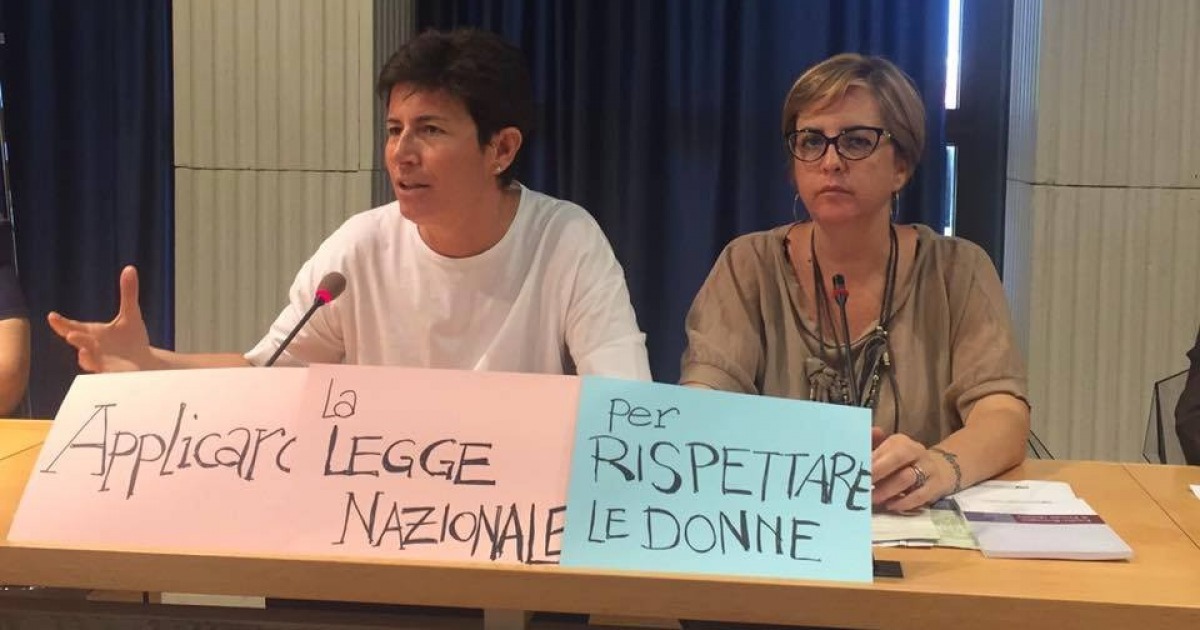 Applicare
la
LEGGE
NAZIONALE
per
RISPETTARE
LE DONNE